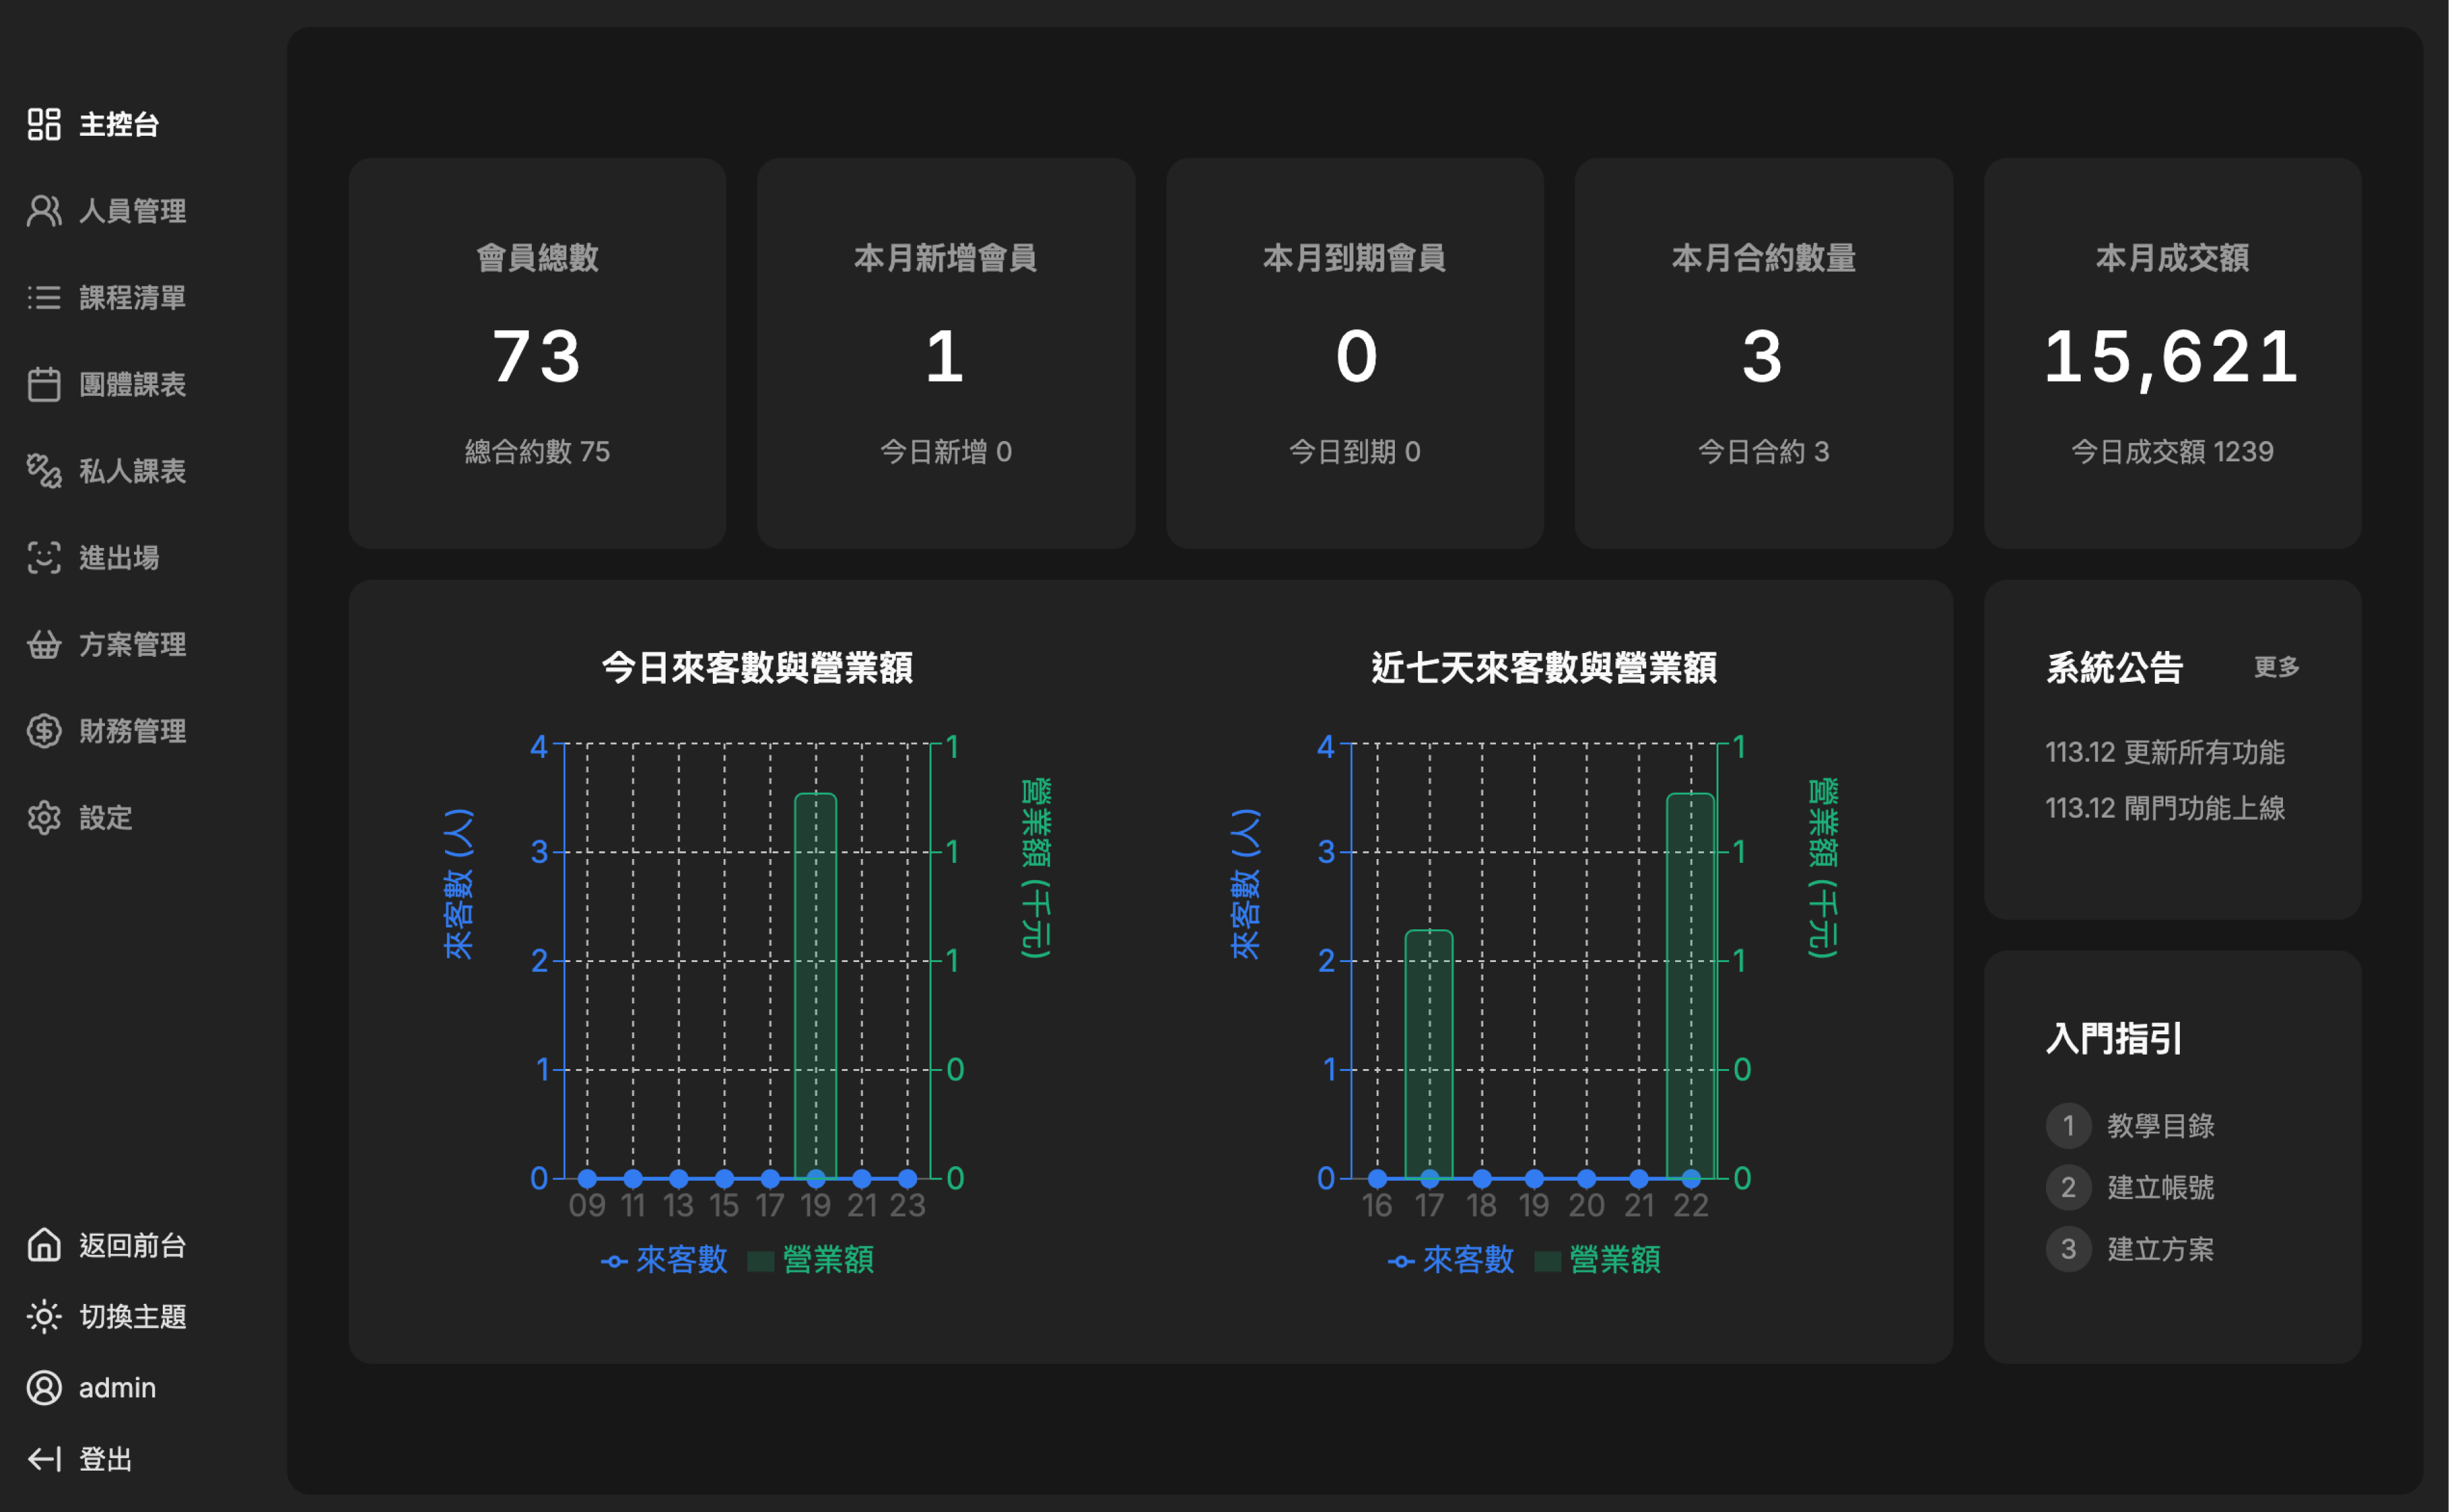 主控台
人員管理
課程清單
團體課表
私人課表
進出場
方案管理
財務管理
設定
返回前台
切換主題
admin
登出
會員總數
73
總合約數 75
本月新增會員
1
今日新增 0
本月到期會員
0
今日到期 0
本月合約數量
3
今日合約 3
本月成交額
15,621
今日成交額 1239
今日來客數與營業額
來客數 (人)
4
3
2
1
0
1
1
1
0
0
營業額 (千元)
09 11 13 15 17 19 21 23
來客數 營業額
近七天來客數與營業額
來客數 (人)
4
3
2
1
0
1
1
1
0
0
營業額 (千元)
16 17 18 19 20 21 22
來客數 營業額
系統公告 更多
113.12 更新所有功能
113.12 閘門功能上線
入門指引
1 教學目錄
2 建立帳號
3 建立方案